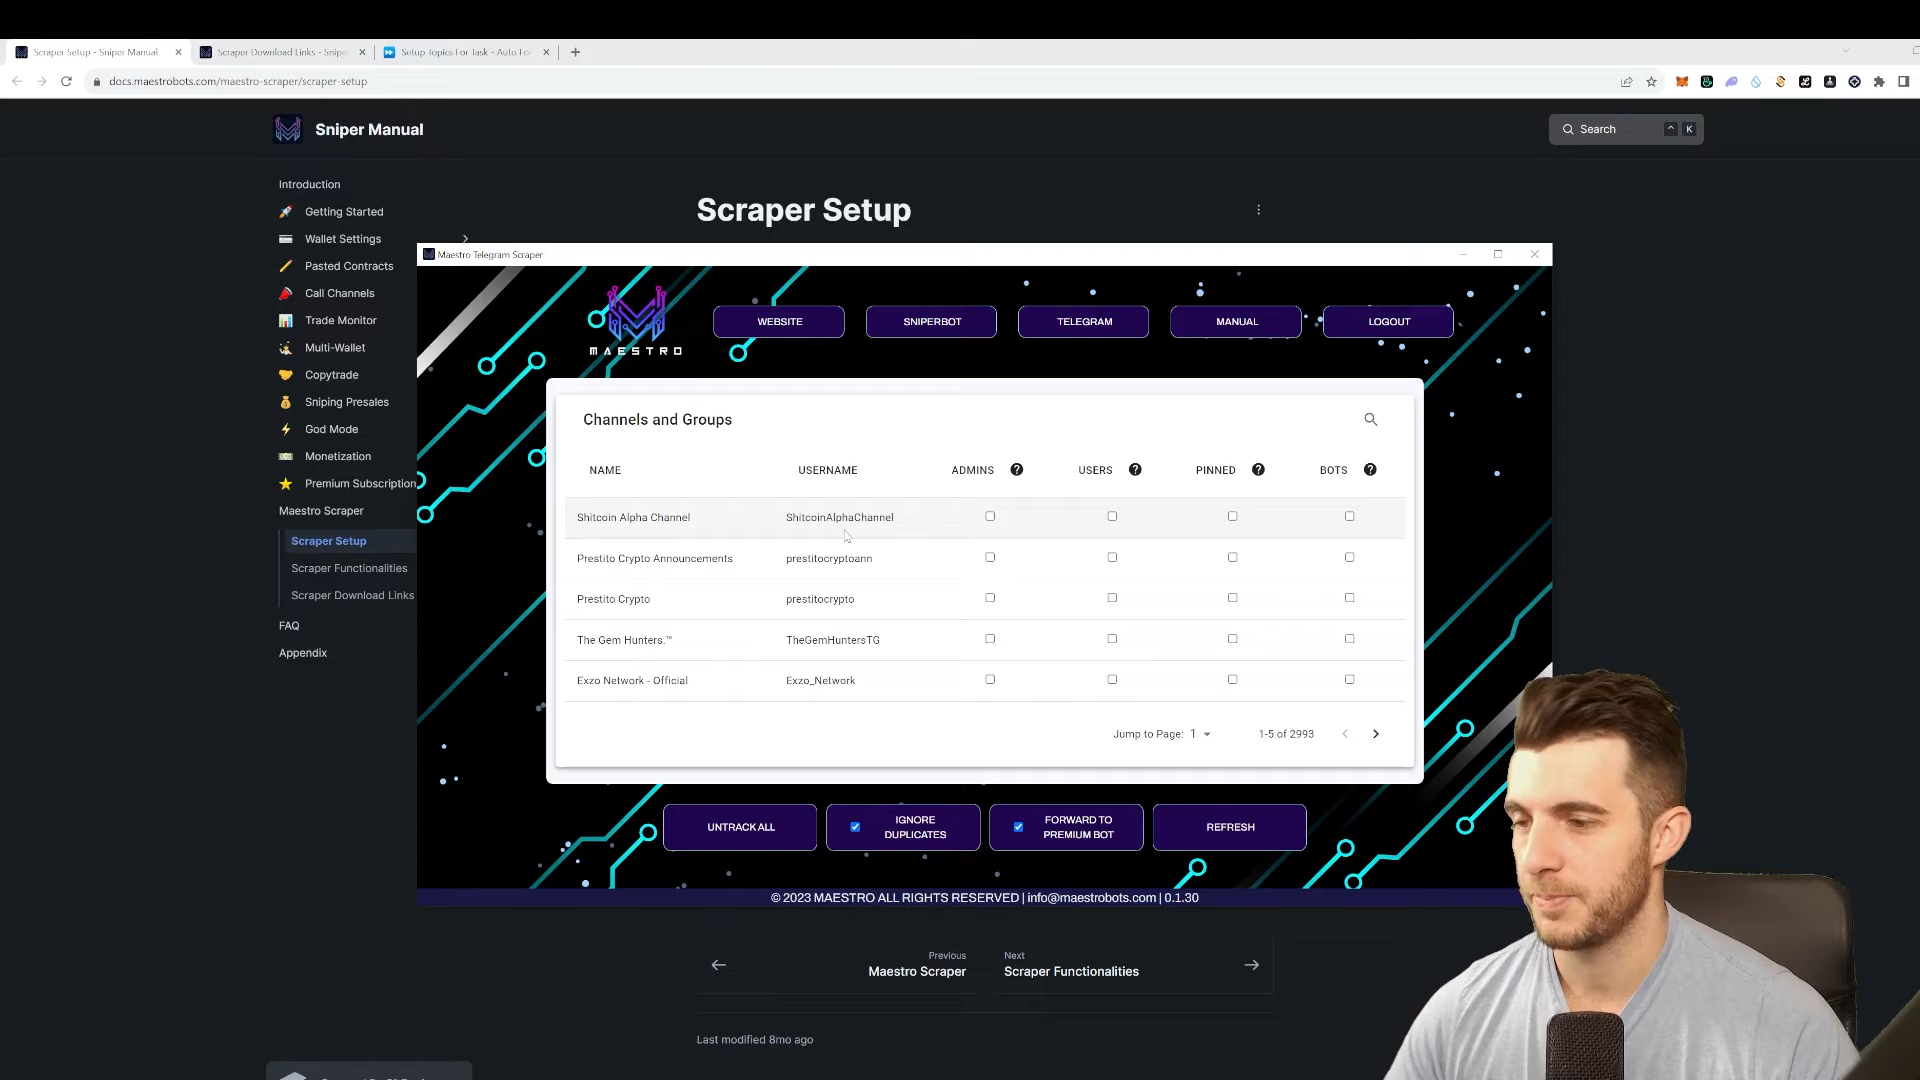 Scraper Setup - Sniper Manual
Scraper Download Links - Snipe
Setup Topics For Task - Auto Fo
docs.maestrobots.com/maestro-scraper/scraper-setup
Sniper Manual
Search
^ K
Introduction
Getting Started
Wallet Settings
Pasted Contracts
Call Channels
Trade Monitor
Multi-Wallet
Copytrade
Sniping Presales
God Mode
Monetization
Premium Subscription
Maestro Scraper
Scraper Setup
Scraper Functionalities
Scraper Download Links
FAQ
Appendix
Scraper Setup
Maestro Telegram Scraper
MAESTRO
WEBSITE
SNIPERBOT
TELEGRAM
MANUAL
LOGOUT
Channels and Groups
NAME USERNAME ADMINS ? USERS ? PINNED ? BOTS ?
Shitcoin Alpha Channel ShitcoinAlphaChannel
Prestito Crypto Announcements prestitocryptoann
Prestito Crypto prestitocrypto
The Gem Hunters.™ TheGemHuntersTG
Exzo Network - Official Exzo_Network
Jump to Page: 1 1-5 of 2993
UNTRACK ALL
IGNORE
DUPLICATES
FORWARD TO
PREMIUM BOT
REFRESH
© 2023 MAESTRO ALL RIGHTS RESERVED | info@maestrobots.com | 0.1.30
Previous
Maestro Scraper
Next
Scraper Functionalities
Last modified 8mo ago